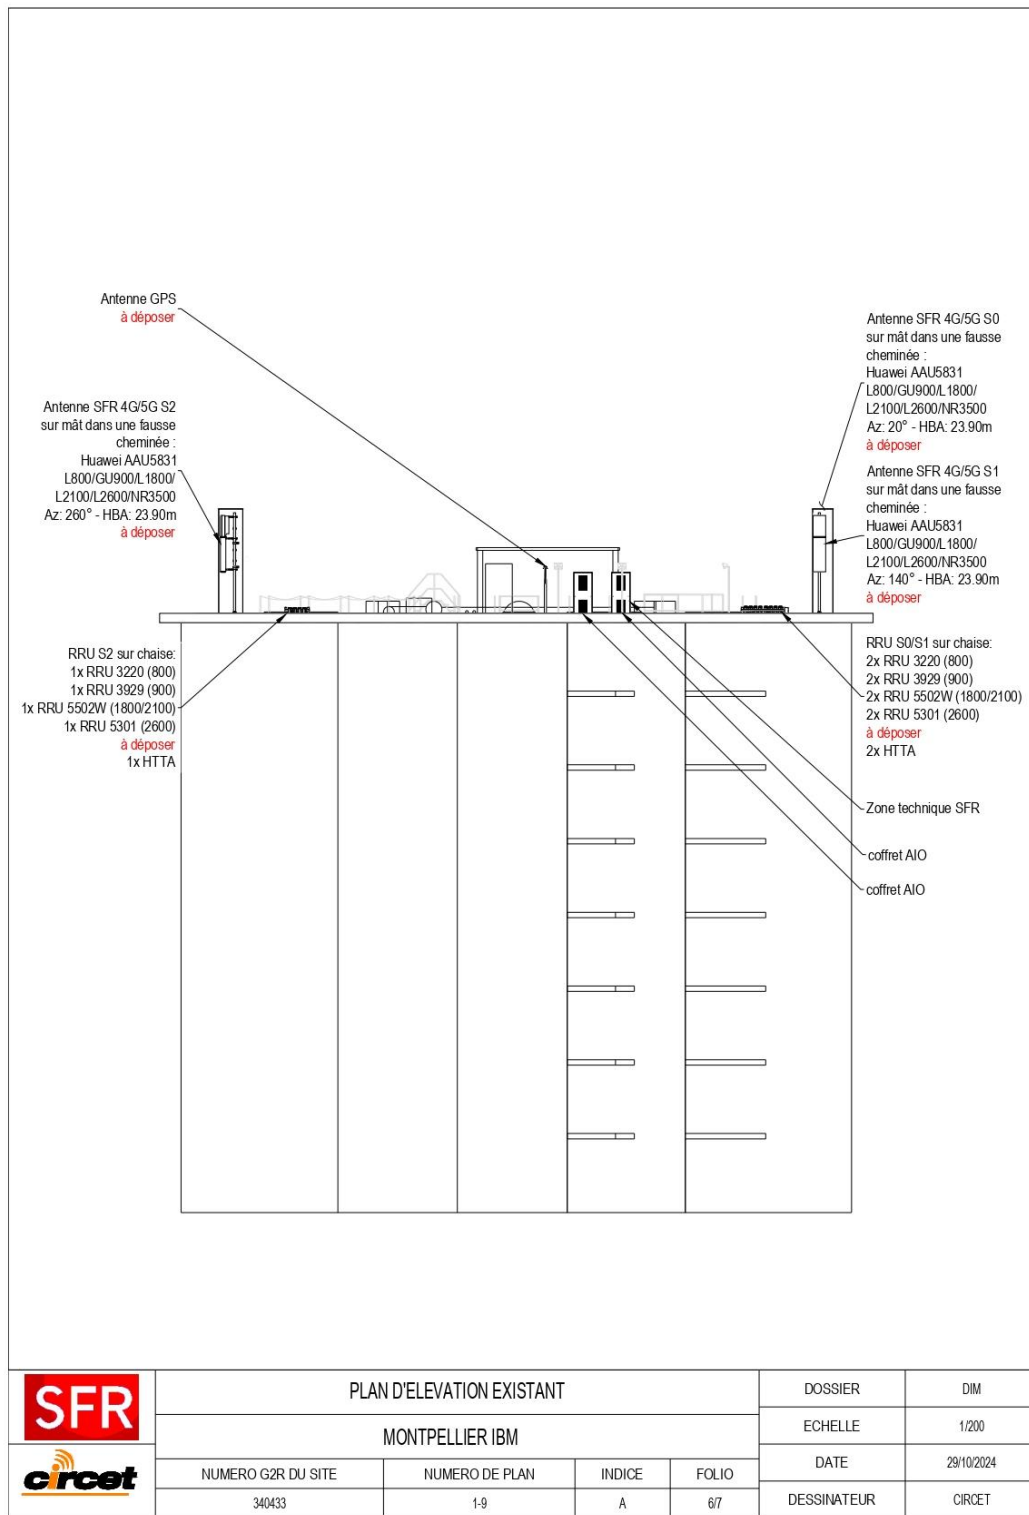 Antenne GPS
à déposer
Antenne SFR 4G/5G S2
sur mât dans une fausse
cheminée :
Huawei AAU5831
L800/GU900/L1800/
L2100/L2600/NR3500
Az: 260° - HBA: 23.90m
à déposer
Antenne SFR 4G/5G S0
sur mât dans une fausse
cheminée :
Huawei AAU5831
L800/GU900/L1800/
L2100/L2600/NR3500
Az: 20° - HBA: 23.90m
à déposer
Antenne SFR 4G/5G S1
sur mât dans une fausse
cheminée :
Huawei AAU5831
L800/GU900/L1800/
L2100/L2600/NR3500
Az: 140° - HBA: 23.90m
à déposer
RRU S2 sur chaise:
1x RRU 3220 (800)
1x RRU 3929 (900)
1x RRU 5502W (1800/2100)
1x RRU 5301 (2600)
à déposer
1x HTTA
RRU S0/S1 sur chaise:
2x RRU 3220 (800)
2x RRU 3929 (900)
2x RRU 5502W (1800/2100)
2x RRU 5301 (2600)
à déposer
2x HTTA
Zone technique SFR
coffret AIO
coffret AIO
SFR
circet
PLAN D'ELEVATION EXISTANT
MONTPELLIER IBM
NUMERO G2R DU SITE NUMERO DE PLAN INDICE FOLIO
340433 1-9 A 6/7
DOSSIER DIM
ECHELLE 1/200
DATE 29/10/2024
DESSINATEUR CIRCET